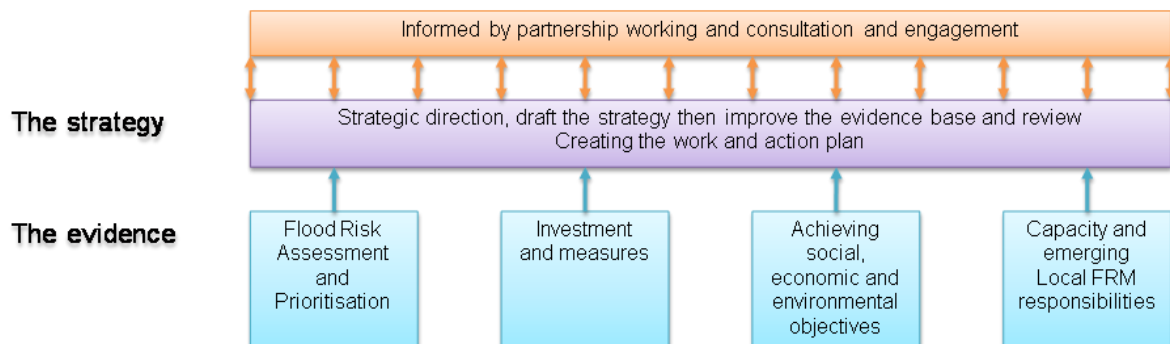 Informed by partnership working and consultation and engagement
The strategy
Strategic direction, draft the strategy then improve the evidence base and review
Creating the work and action plan
The evidence
Flood Risk
Assessment
and
Prioritisation
Investment
and measures
Achieving
social,
economic and
environmental
objectives
Capacity and
emerging
Local FRM
responsibilities